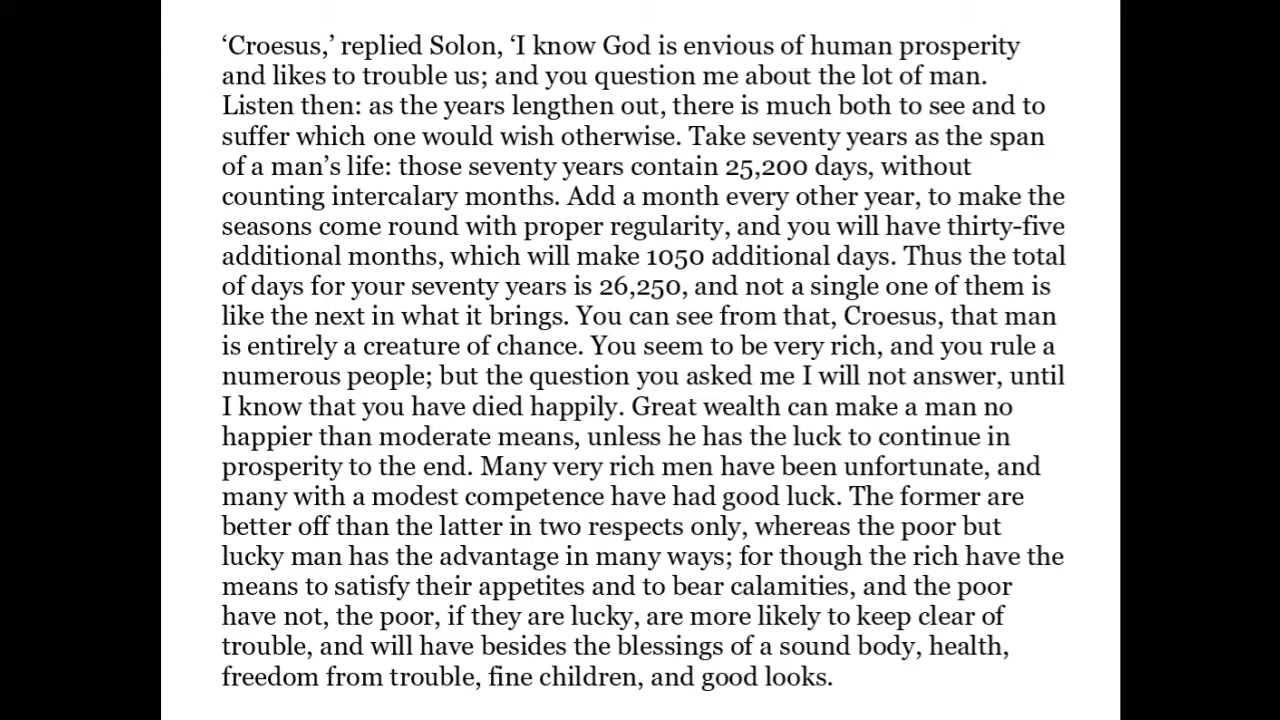 ‘Croesus,’ replied Solon, ‘I know God is envious of human prosperity
and likes to trouble us; and you question me about the lot of man.
Listen then: as the years lengthen out, there is much both to see and to
suffer which one would wish otherwise. Take seventy years as the span
of a man’s life: those seventy years contain 25,200 days, without
counting intercalary months. Add a month every other year, to make the
seasons come round with proper regularity, and you will have thirty-five
additional months, which will make 1050 additional days. Thus the total
of days for your seventy years is 26,250, and not a single one of them is
like the next in what it brings. You can see from that, Croesus, that man
is entirely a creature of chance. You seem to be very rich, and you rule a
numerous people; but the question you asked me I will not answer, until
I know that you have died happily. Great wealth can make a man no
happier than moderate means, unless he has the luck to continue in
prosperity to the end. Many very rich men have been unfortunate, and
many with a modest competence have had good luck. The former are
better off than the latter in two respects only, whereas the poor but
lucky man has the advantage in many ways; for though the rich have the
means to satisfy their appetites and to bear calamities, and the poor
have not, the poor, if they are lucky, are more likely to keep clear of
trouble, and will have besides the blessings of a sound body, health,
freedom from trouble, fine children, and good looks.